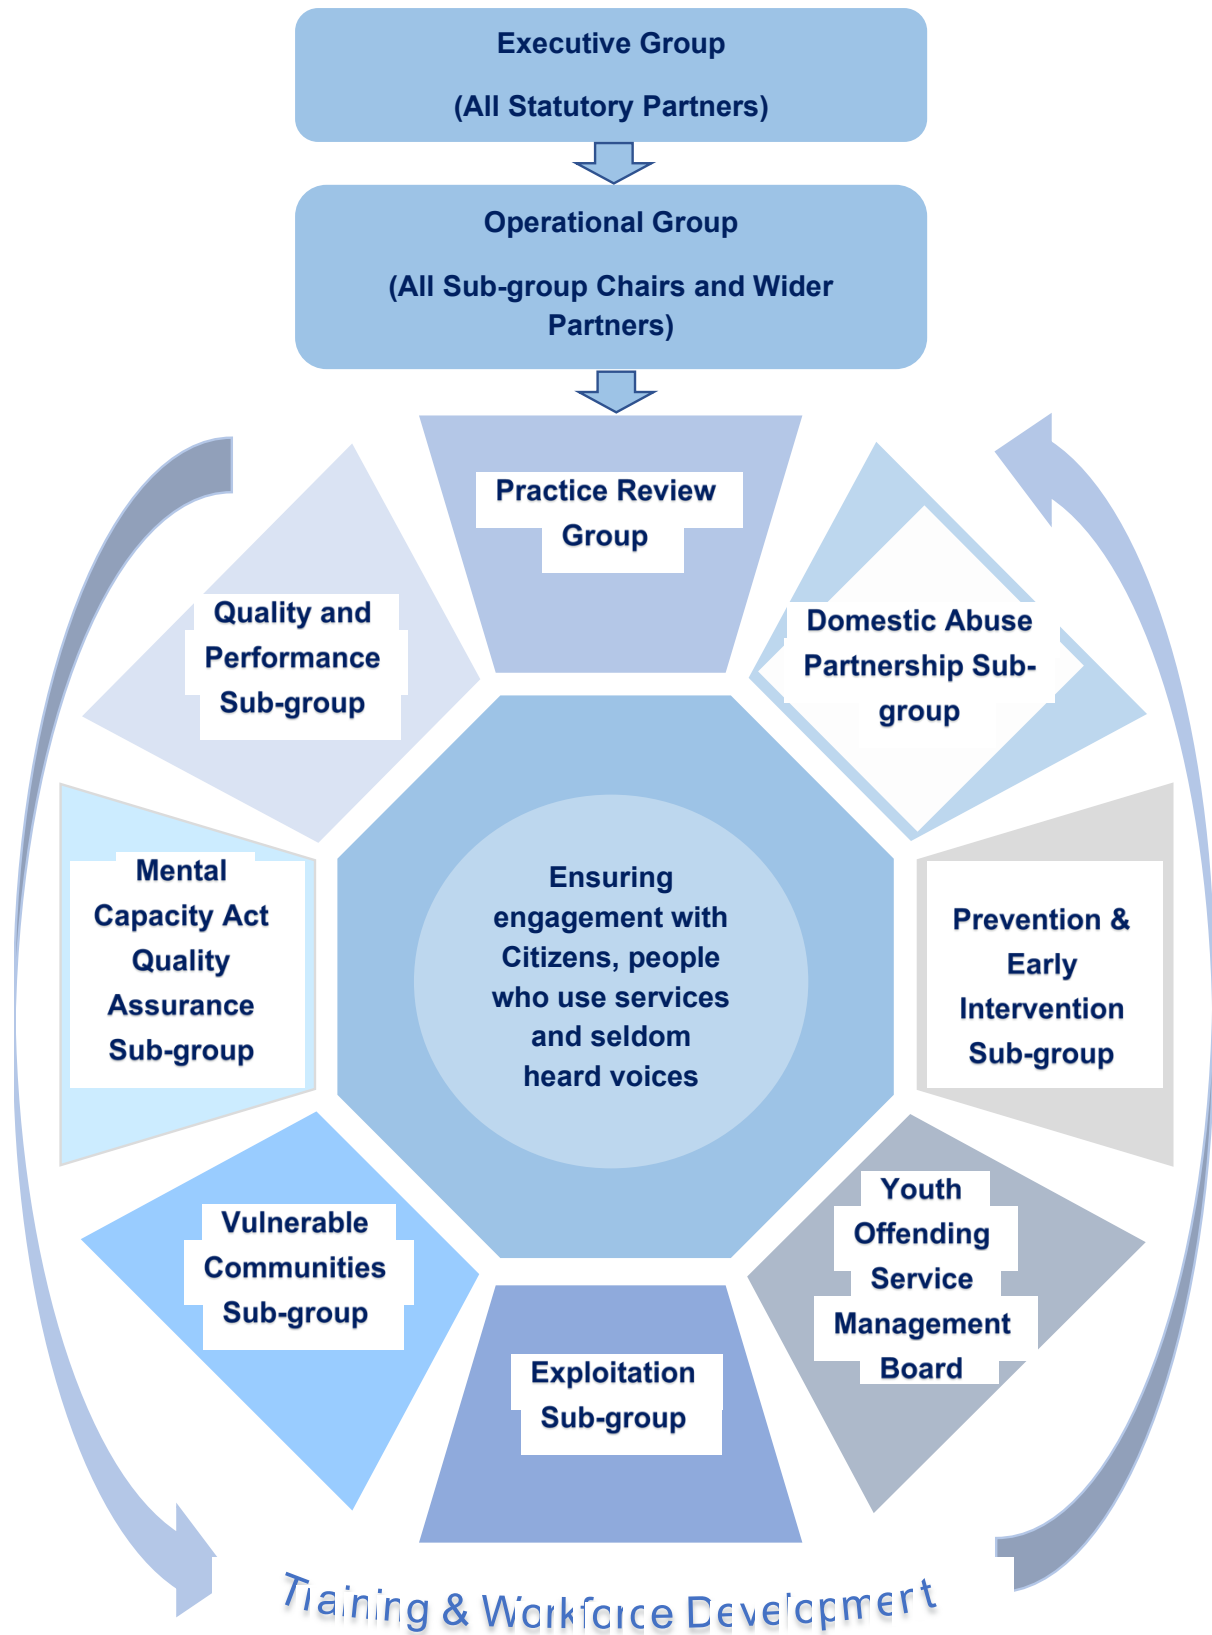 Executive Group
(All Statutory Partners)
Operational Group
(All Sub-group Chairs and Wider
Partners)
Practice Review
Group
Quality and
Performance
Sub-group
Domestic Abuse
Partnership Sub-
group
Mental
Capacity Act
Quality
Assurance
Sub-group
Ensuring
engagement with
Citizens, people
who use services
and seldom
heard voices
Prevention &
Early
Intervention
Sub-group
Vulnerable
Communities
Sub-group
Youth
Offending
Service
Management
Board
Exploitation
Sub-group
Training & Workforce Development